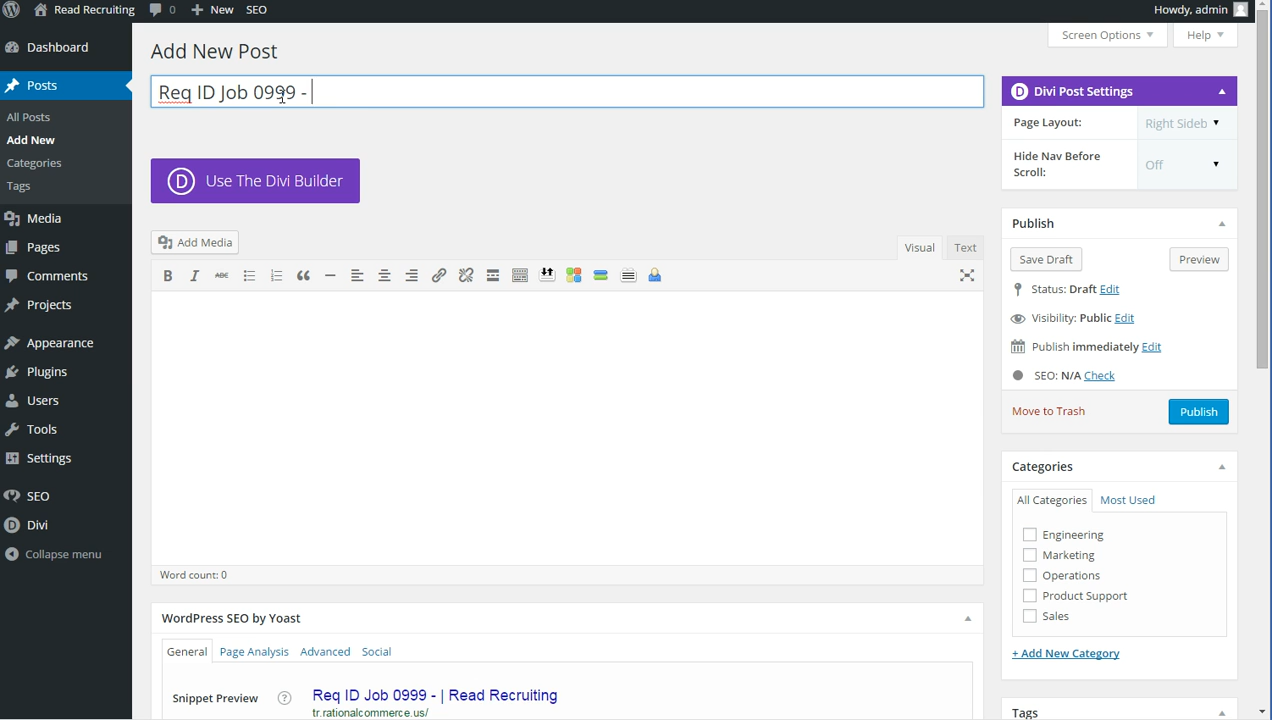 Read Recruiting 0 + New SEO Howdy, admin
Dashboard
Posts
All Posts
Add New
Categories
Tags
Media
Pages
Comments
Projects
Appearance
Plugins
Users
Tools
Settings
SEO
Divi
Collapse menu
Screen Options Help
Add New Post
Req ID Job 0999 -
Use The Divi Builder
Add Media
Visual Text
B I ABC
Word count: 0
WordPress SEO by Yoast
General Page Analysis Advanced Social
Snippet Preview ? Req ID Job 0999 - | Read Recruiting
tr.rationalcommerce.us/
Divi Post Settings
Page Layout: Right Sideb
Hide Nav Before
Scroll: Off
Publish
Save Draft Preview
Status: Draft Edit
Visibility: Public Edit
Publish immediately Edit
SEO: N/A Check
Move to Trash Publish
Categories
All Categories Most Used
Engineering
Marketing
Operations
Product Support
Sales
+ Add New Category
Tags